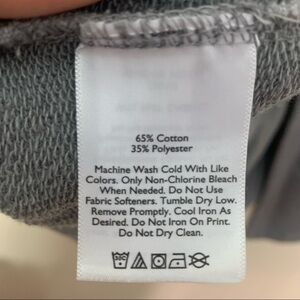 65% Cotton
35% Polyester
Machine Wash Cold With Like
Colors. Only Non-Chlorine Bleach
When Needed. Do Not Use
Fabric Softeners. Tumble Dry Low.
Remove Promptly. Cool Iron As
Desired. Do Not Iron On Print.
Do Not Dry Clean.